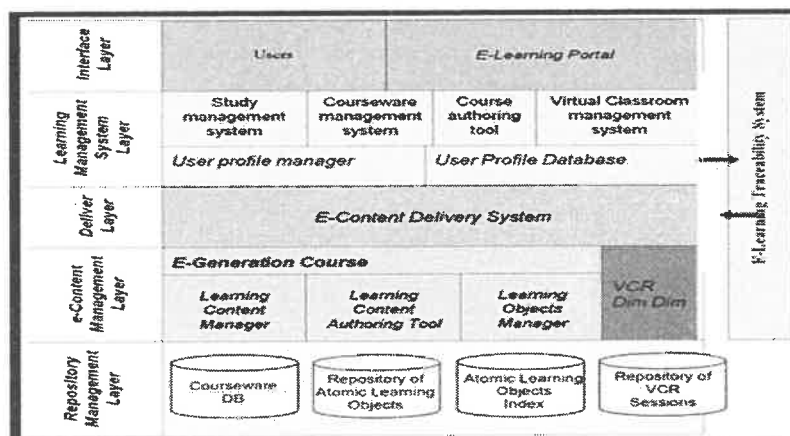 Interface
Layer
Users
E-Learning Portal
Learning
Management
System
Layer
Study
management
system
Courseware
management
system
Course
authoring
tool
Virtual Classroom
management
system
User profile manager
User Profile Database
Deliver
Layer
E-Content Delivery System
e-Content
Management
Layer
E-Generation Course
Learning
Content
Manager
Learning
Content
Authoring Tool
Learning
Objects
Manager
VCR
Dim Dim
Repository
Management
Layer
Courseware
DB
Repository of
Atomic Learning
Objects
Atomic Learning
Objects
Index
Repository of
VCR
Sessions
E-Learning Traceability System